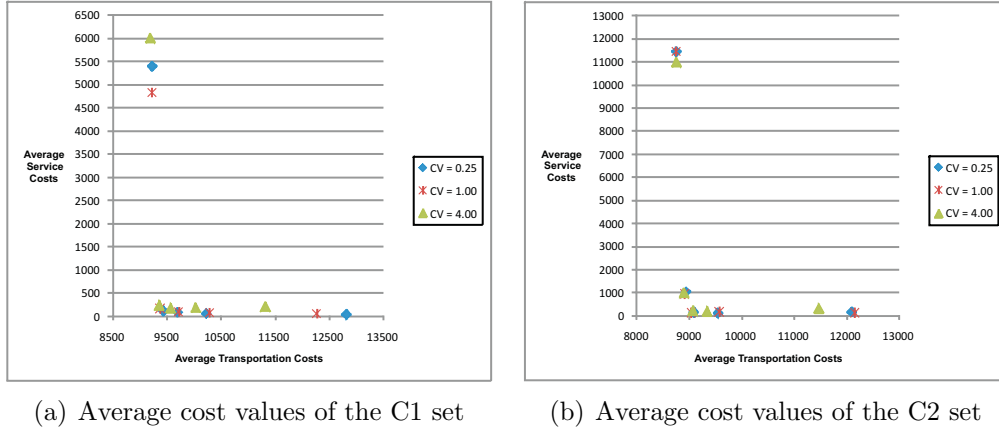 6500
6000
5500
5000
4500
4000
3500
3000
2500
2000
1500
1000
500
0
Average
Service
Costs
8500 9500 10500 11500 12500 13500
Average Transportation Costs
CV = 0.25
CV = 1.00
CV = 4.00
(a) Average cost values of the C1 set
13000
12000
11000
10000
9000
8000
7000
6000
5000
4000
3000
2000
1000
0
Average
Service
Costs
8000 9000 10000 11000 12000 13000
Average Transportation Costs
CV = 0.25
CV = 1.00
CV = 4.00
(b) Average cost values of the C2 set